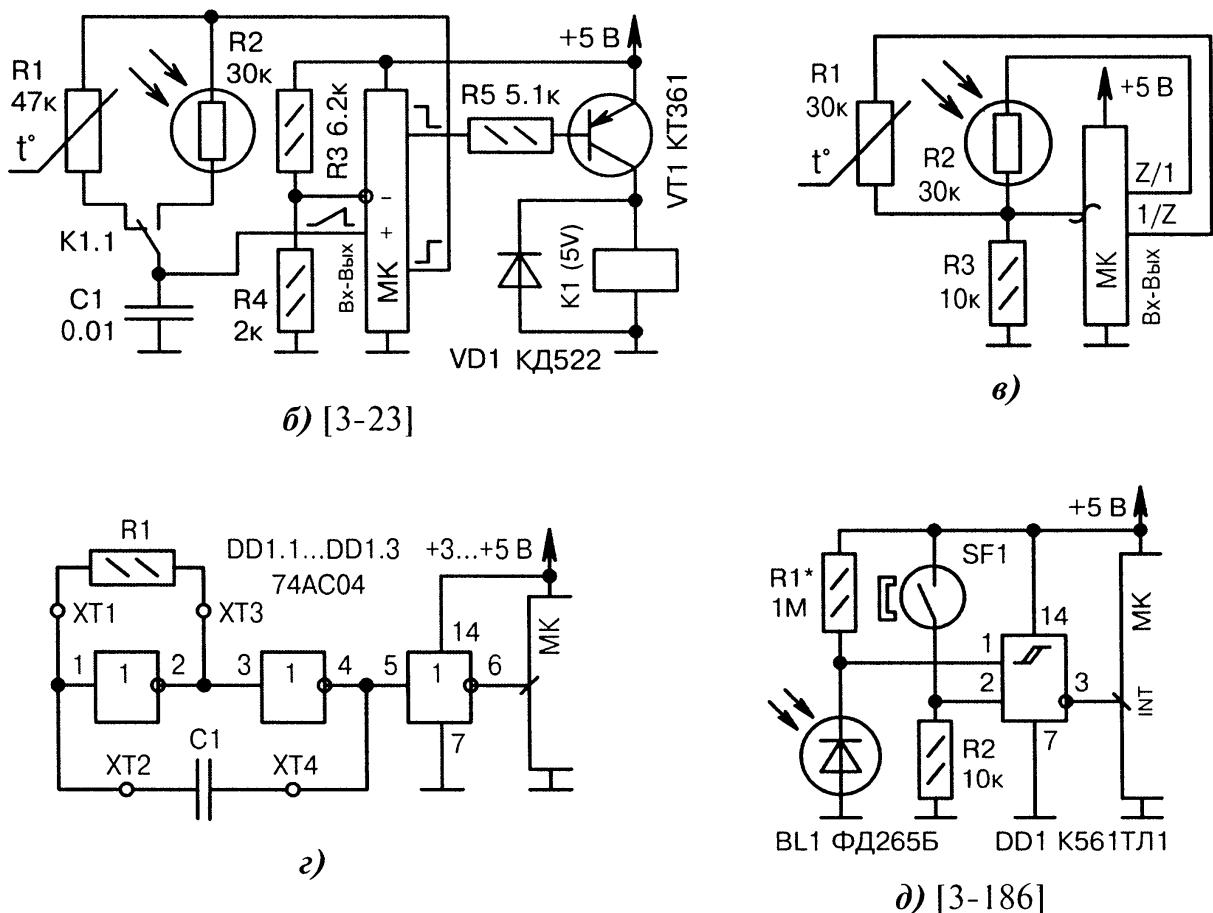 R1
47к
t°
R2
30к
R3 6.2к
+5 В
R5 5.1к
VT1 КТ361
K1.1
C1
0.01
R4
2к
Вх-Вых
–
+
МК
K1 (5V)
VD1 КД522
б) [3-23]
R1
30к
t°
R2
30к
+5 В
Z/1
1/Z
R3
10к
МК
Вх-Вых
в)
R1
DD1.1...DD1.3
74AC04
+3...+5 В
XT1
XT3
14
МК
1
1
2
3
1
4
5
1
6
7
C1
XT2
XT4
г)
+5 В
R1*
1М
SF1
14
МК
1
2
3
INT
7
R2
10к
BL1 ФД265Б
DD1 К561ТЛ1
д) [3-186]